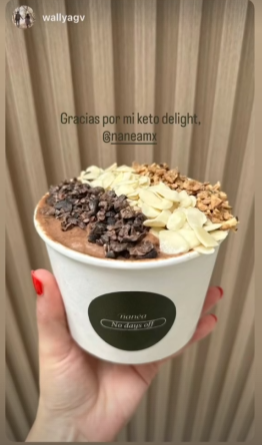 wallyagv
Gracias por mi keto delight,
@naneamx
nanea
No days off